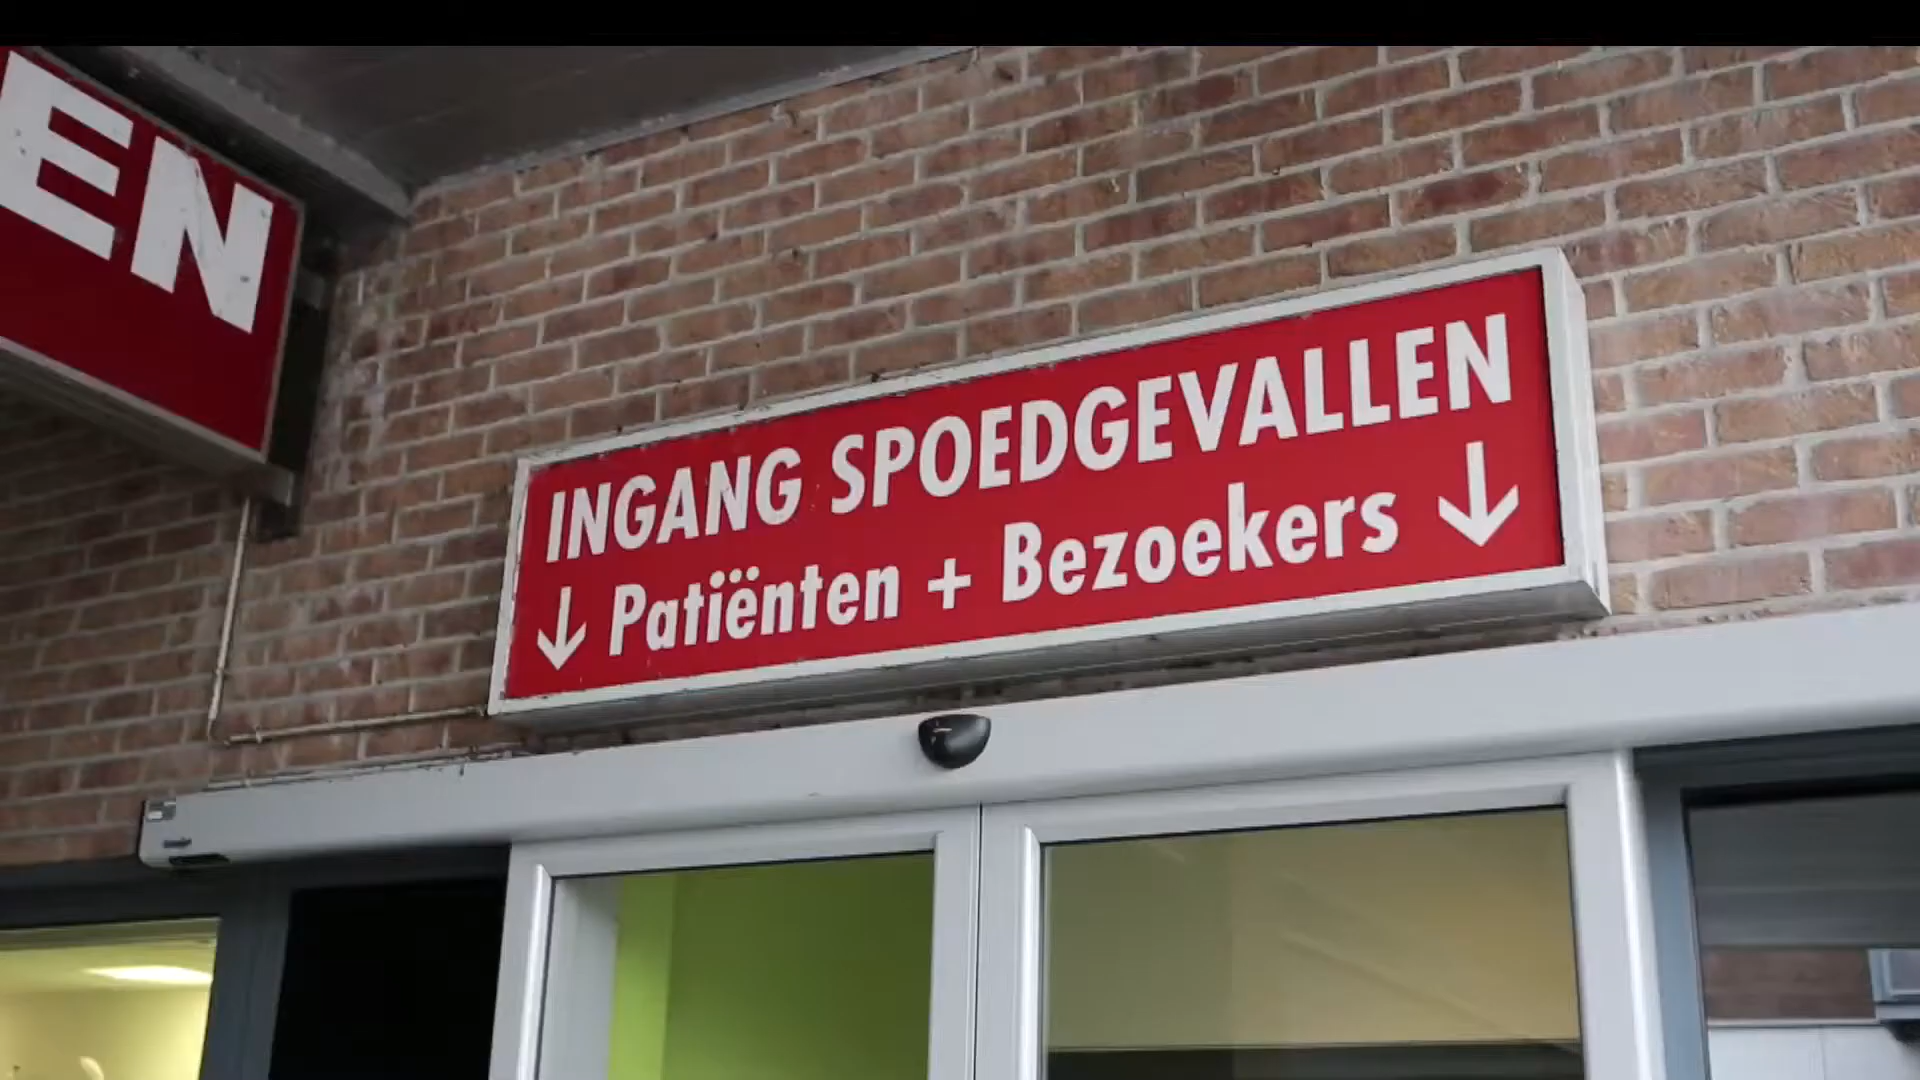 EN
INGANG SPOEDGEVALLEN
↓ Patiënten + Bezoekers ↓